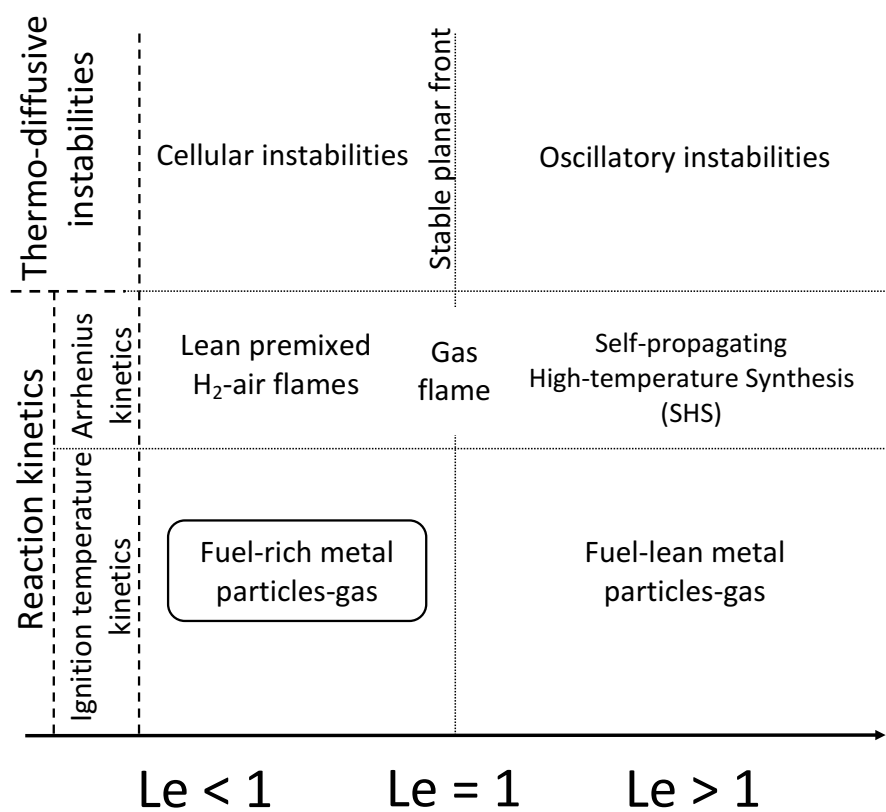 Thermo-diffusive
instabilities
Cellular instabilities
Stable planar front
Oscillatory instabilities
Reaction kinetics
Arrhenius
kinetics
Lean premixed
H₂-air flames
Gas
flame
Self-propagating
High-temperature Synthesis
(SHS)
Ignition temperature
kinetics
Fuel-rich metal
particles-gas
Fuel-lean metal
particles-gas
Le < 1
Le = 1
Le > 1